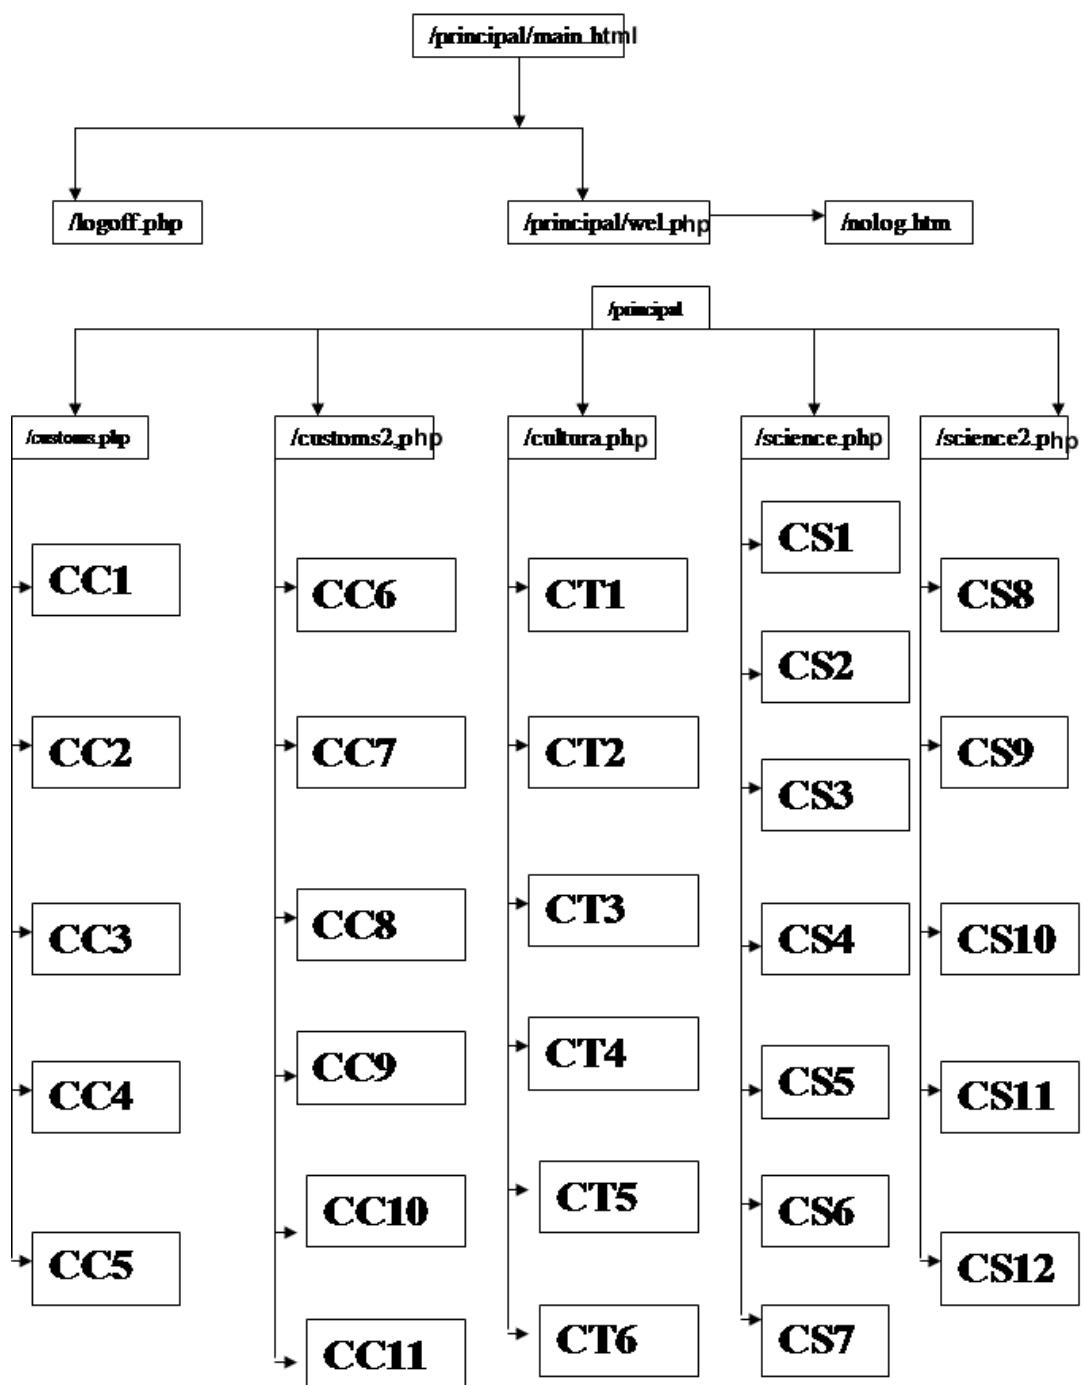 /principal/main.html
/logoff.php
/principal/wel.php
/nolog.htm
/principal
/customs.php
/customs2.php
/cultura.php
/science.php
/science2.php
CC1
CC2
CC3
CC4
CC5
CC6
CC7
CC8
CC9
CC10
CC11
CT1
CT2
CT3
CT4
CT5
CT6
CS1
CS2
CS3
CS4
CS5
CS6
CS7
CS8
CS9
CS10
CS11
CS12